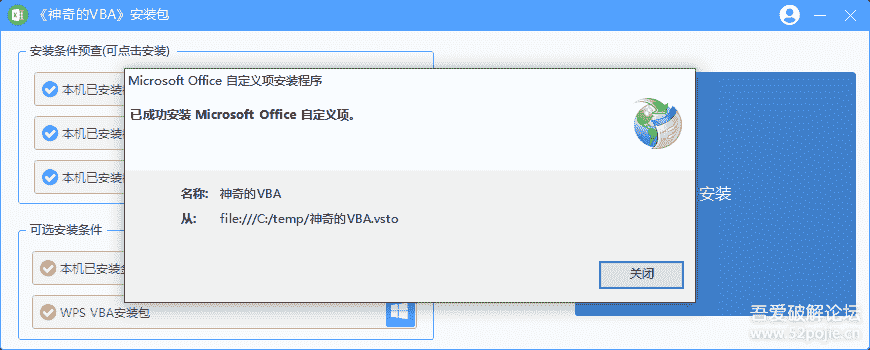 《神奇的VBA》安装包
安装条件预查(可点击安装)
本机已安装
本机已安装
本机已安装
Microsoft Office 自定义项安装程序
已成功安装 Microsoft Office 自定义项。
名称: 神奇的VBA
从: file:///C:/temp/神奇的VBA.vsto
关闭
安装
可选安装条件
本机已安装
WPS VBA安装包
吾爱破解论坛
www.52pojie.cn